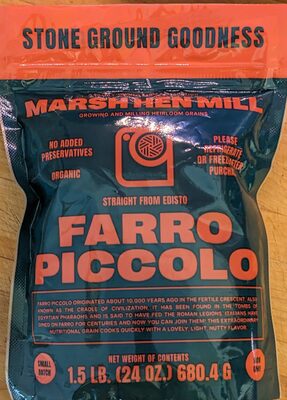 STONE GROUND GOODNESS
MARSH HEN MILL
GROWING AND MILLING HEIRLOOM GRAINS
NO ADDED
PRESERVATIVES
ORGANIC
PLEASE
REFRIGERATE
OR FREEZE AFTER
PURCHASE
STRAIGHT FROM EDISTO
FARRO
PICCOLO
FARRO PICCOLO ORIGINATED ABOUT 10,000 YEARS AGO IN THE FERTILE CRESCENT, ALSO
KNOWN AS THE CRADLE OF CIVILIZATION. IT HAS BEEN FOUND IN THE TOMBS OF
EGYPTIAN PHARAOHS AND IS SAID TO HAVE FED THE ROMAN LEGIONS. ITALIANS HAVE
DINED ON FARRO FOR CENTURIES AND NOW YOU CAN JOIN THEM! THIS EXTRAORDINARY
NUTRITIONAL GRAIN COOKS QUICKLY WITH A LOVELY, LIGHT, NUTTY FLAVOR.
SMALL
BATCH
NET WEIGHT OF CONTENTS
1.5 LB. (24 OZ.) 680.4 G